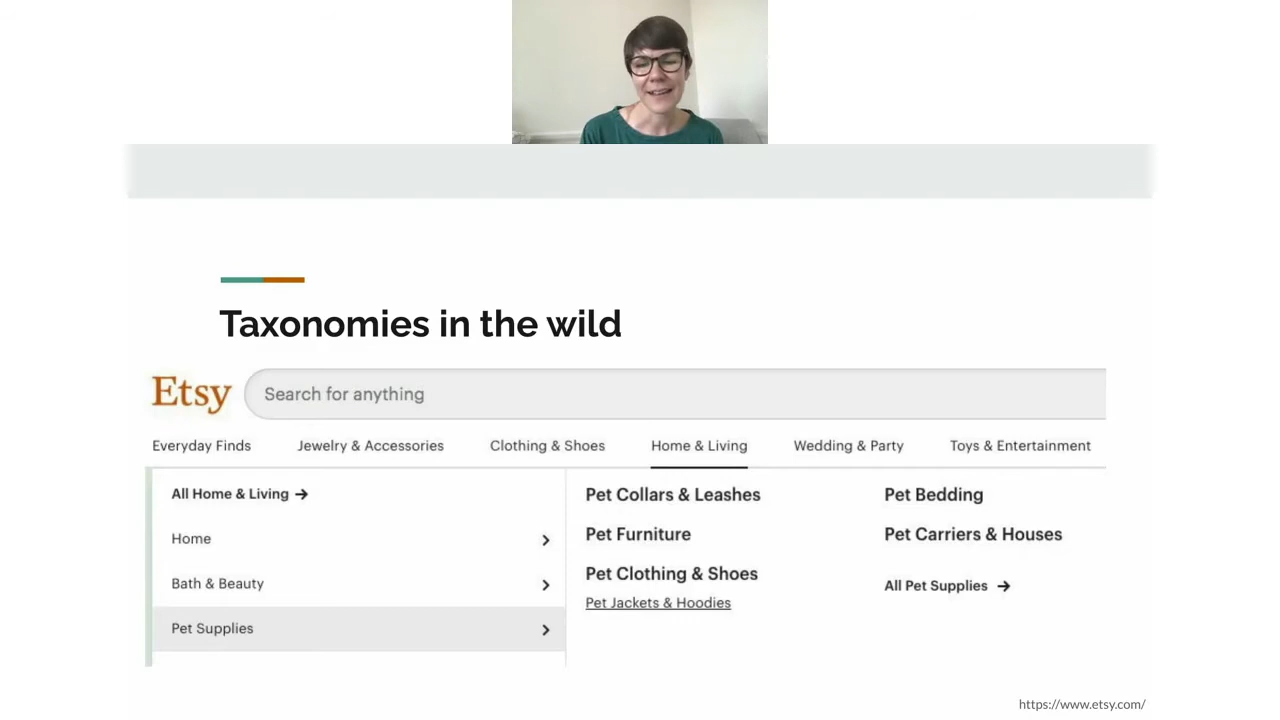 Taxonomies in the wild
Etsy Search for anything
Everyday Finds Jewelry & Accessories Clothing & Shoes Home & Living Wedding & Party Toys & Entertainment
All Home & Living →
Home
Bath & Beauty
Pet Supplies
Pet Collars & Leashes
Pet Furniture
Pet Clothing & Shoes
Pet Jackets & Hoodies
Pet Bedding
Pet Carriers & Houses
All Pet Supplies →
https://www.etsy.com/